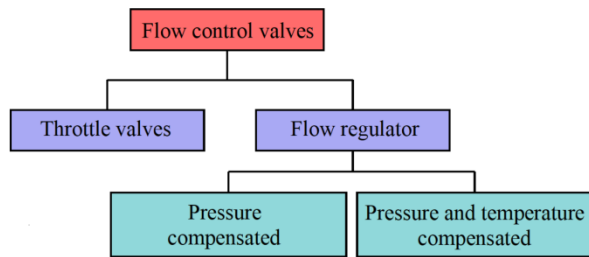 Flow control valves
Throttle valves
Flow regulator
Pressure
compensated
Pressure and temperature
compensated